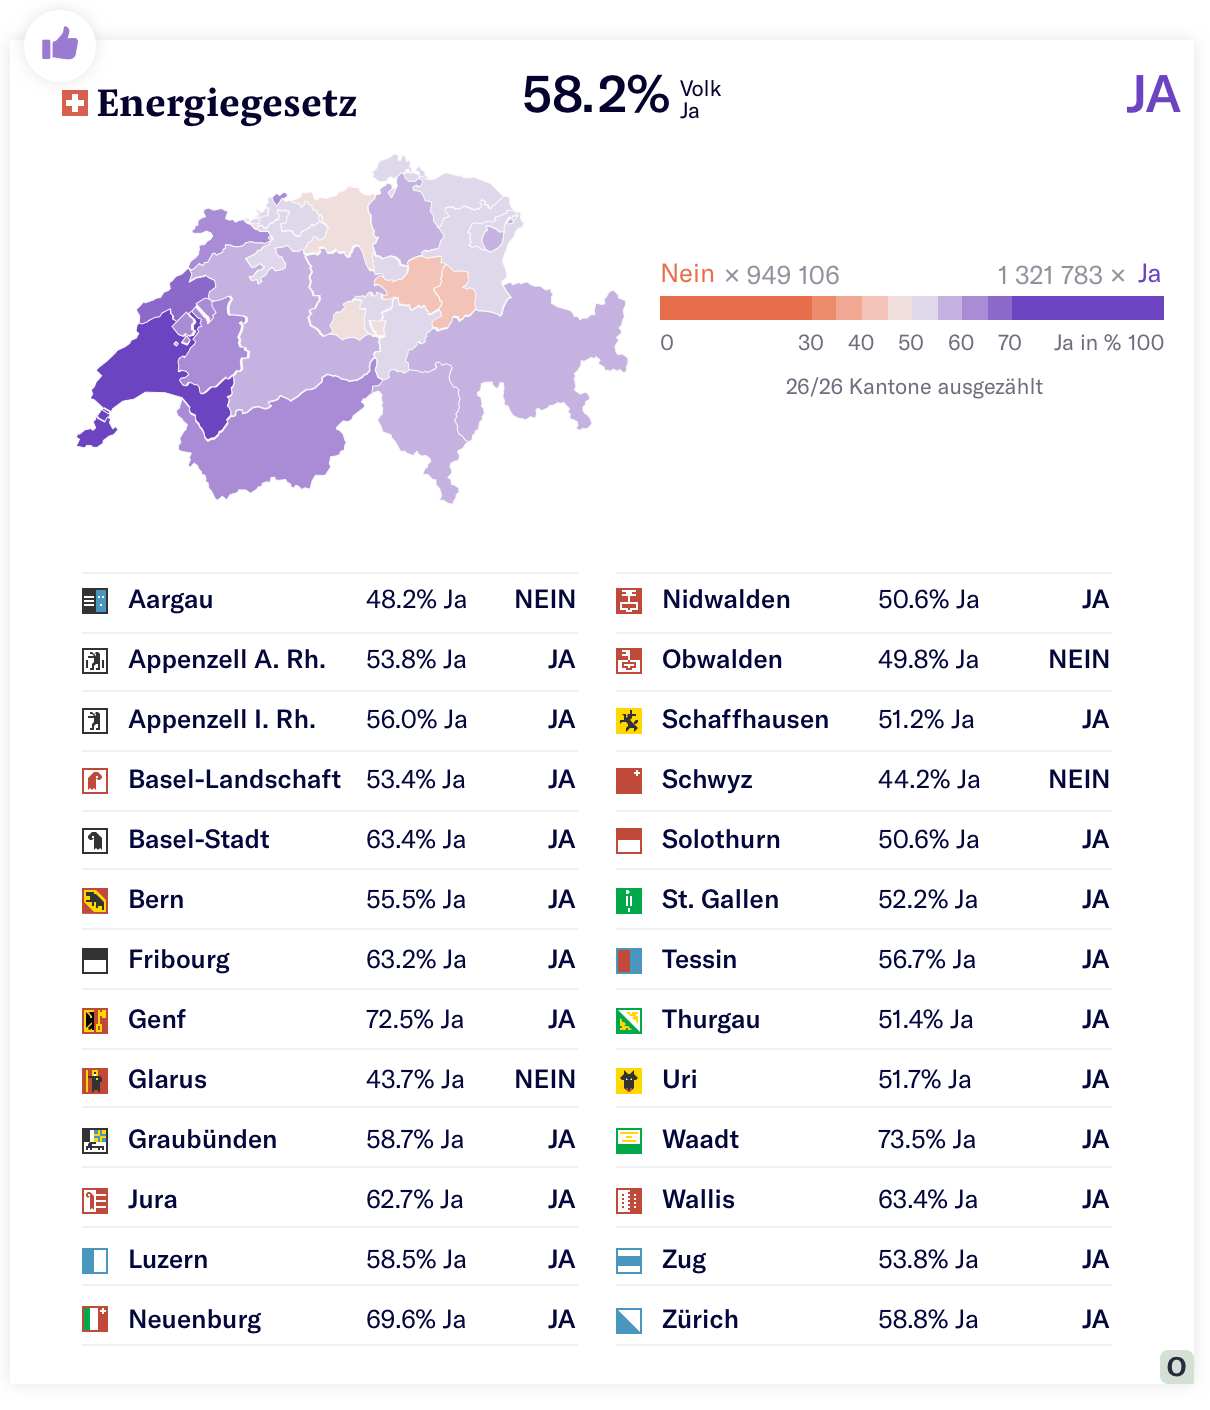 Energiegesetz
58.2% Volk Ja
JA
Nein × 949 106
1 321 783 × Ja
0 30 40 50 60 70 Ja in % 100
26/26 Kantone ausgezählt
Aargau 48.2% Ja NEIN
Appenzell A. Rh. 53.8% Ja JA
Appenzell I. Rh. 56.0% Ja JA
Basel-Landschaft 53.4% Ja JA
Basel-Stadt 63.4% Ja JA
Bern 55.5% Ja JA
Fribourg 63.2% Ja JA
Genf 72.5% Ja JA
Glarus 43.7% Ja NEIN
Graubünden 58.7% Ja JA
Jura 62.7% Ja JA
Luzern 58.5% Ja JA
Neuenburg 69.6% Ja JA
Nidwalden 50.6% Ja JA
Obwalden 49.8% Ja NEIN
Schaffhausen 51.2% Ja JA
Schwyz 44.2% Ja NEIN
Solothurn 50.6% Ja JA
St. Gallen 52.2% Ja JA
Tessin 56.7% Ja JA
Thurgau 51.4% Ja JA
Uri 51.7% Ja JA
Waadt 73.5% Ja JA
Wallis 63.4% Ja JA
Zug 53.8% Ja JA
Zürich 58.8% Ja JA
O